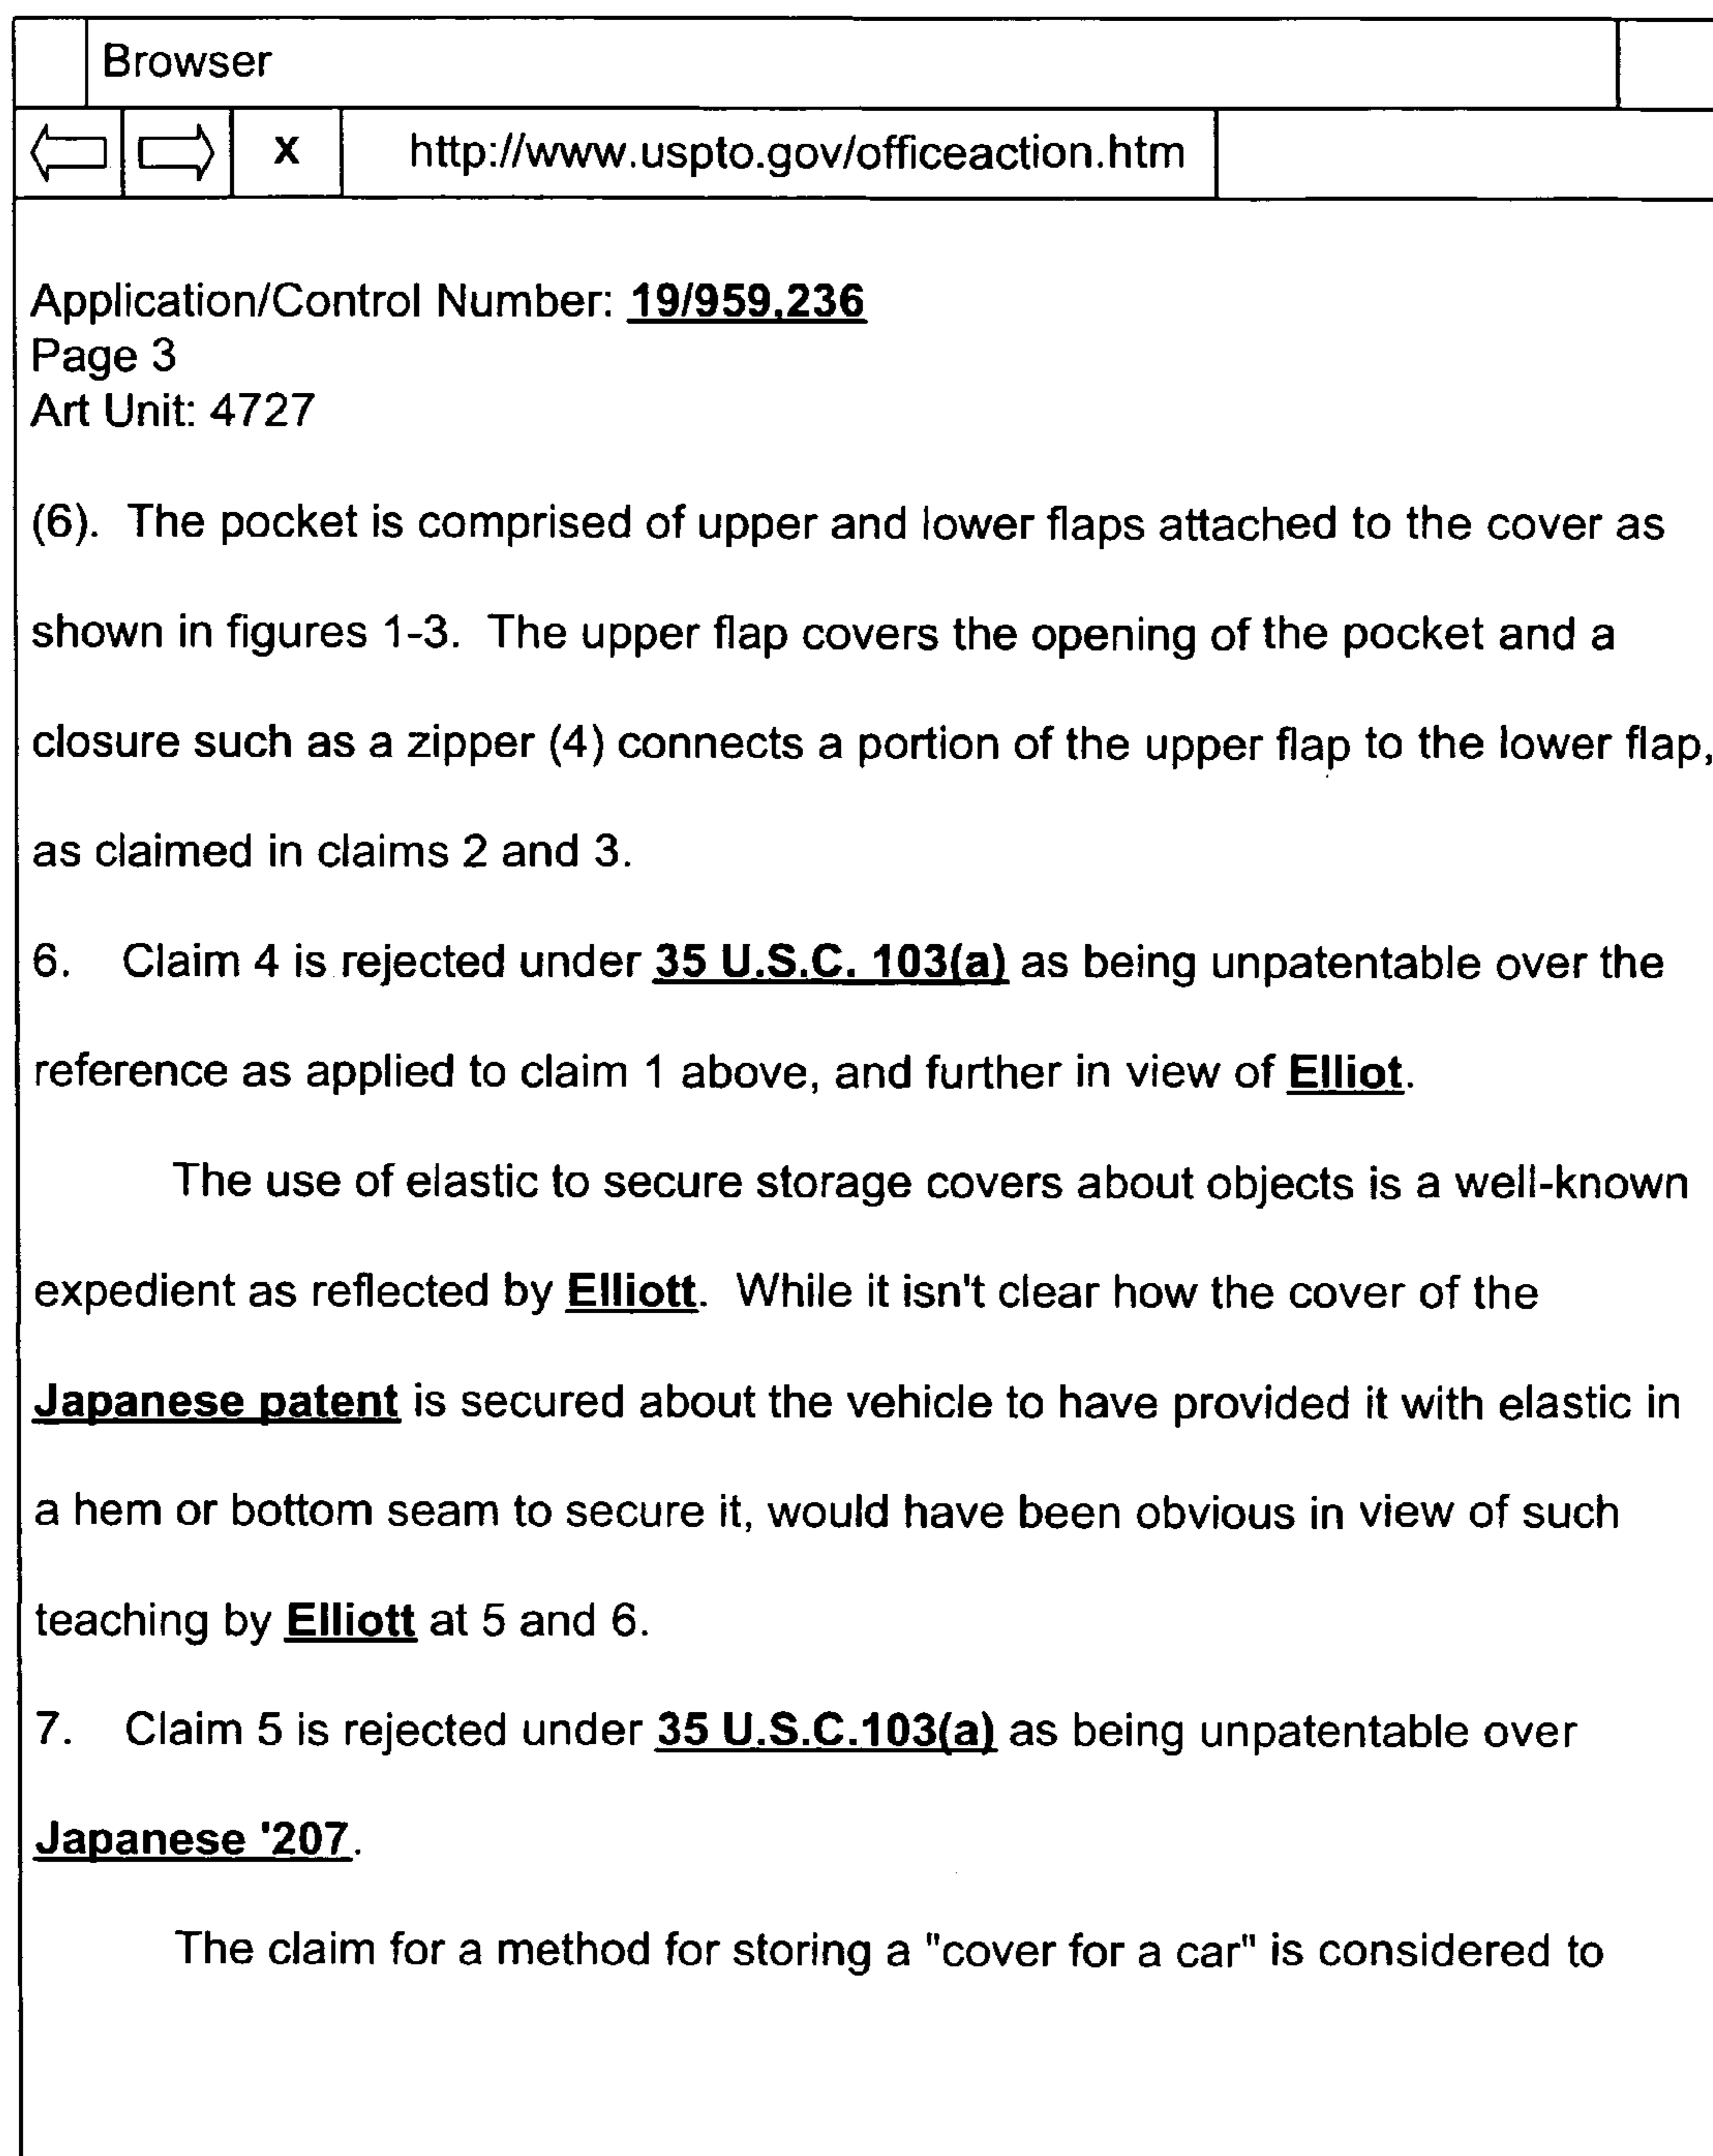 Browser
X http://www.uspto.gov/officeaction.htm
Application/Control Number: 19/959,236
Page 3
Art Unit: 4727
(6). The pocket is comprised of upper and lower flaps attached to the cover as
shown in figures 1-3. The upper flap covers the opening of the pocket and a
closure such as a zipper (4) connects a portion of the upper flap to the lower flap,
as claimed in claims 2 and 3.
6. Claim 4 is rejected under 35 U.S.C. 103(a) as being unpatentable over the
reference as applied to claim 1 above, and further in view of Elliot.
The use of elastic to secure storage covers about objects is a well-known
expedient as reflected by Elliott. While it isn't clear how the cover of the
Japanese patent is secured about the vehicle to have provided it with elastic in
a hem or bottom seam to secure it, would have been obvious in view of such
teaching by Elliott at 5 and 6.
7. Claim 5 is rejected under 35 U.S.C.103(a) as being unpatentable over
Japanese '207.
The claim for a method for storing a "cover for a car" is considered to